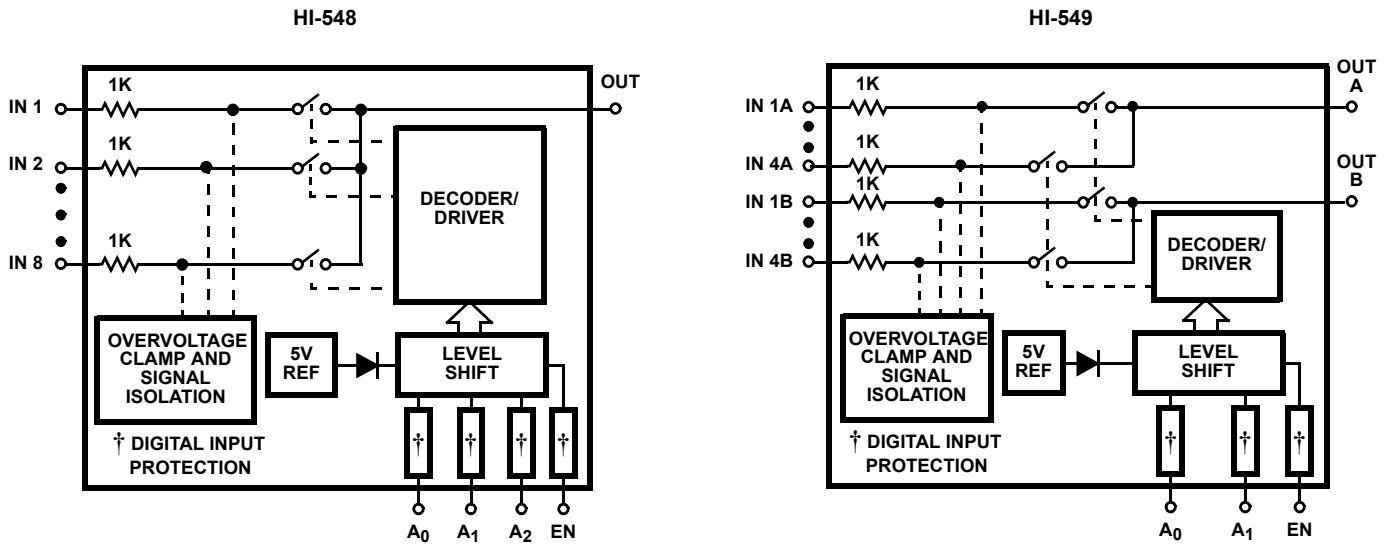 HI-548
1K
IN 1
OUT
1K
IN 2
1K
IN 8
DECODER/
DRIVER
OVERVOLTAGE
CLAMP AND
SIGNAL
ISOLATION
5V
REF
LEVEL
SHIFT
† DIGITAL INPUT
PROTECTION
† † † †
A0 A1 A2 EN
HI-549
1K
IN 1A
OUT
A
1K
IN 4A
1K
IN 1B
OUT
B
1K
IN 4B
DECODER/
DRIVER
OVERVOLTAGE
CLAMP AND
SIGNAL
ISOLATION
5V
REF
LEVEL
SHIFT
† DIGITAL INPUT
PROTECTION
† † †
A0 A1 EN